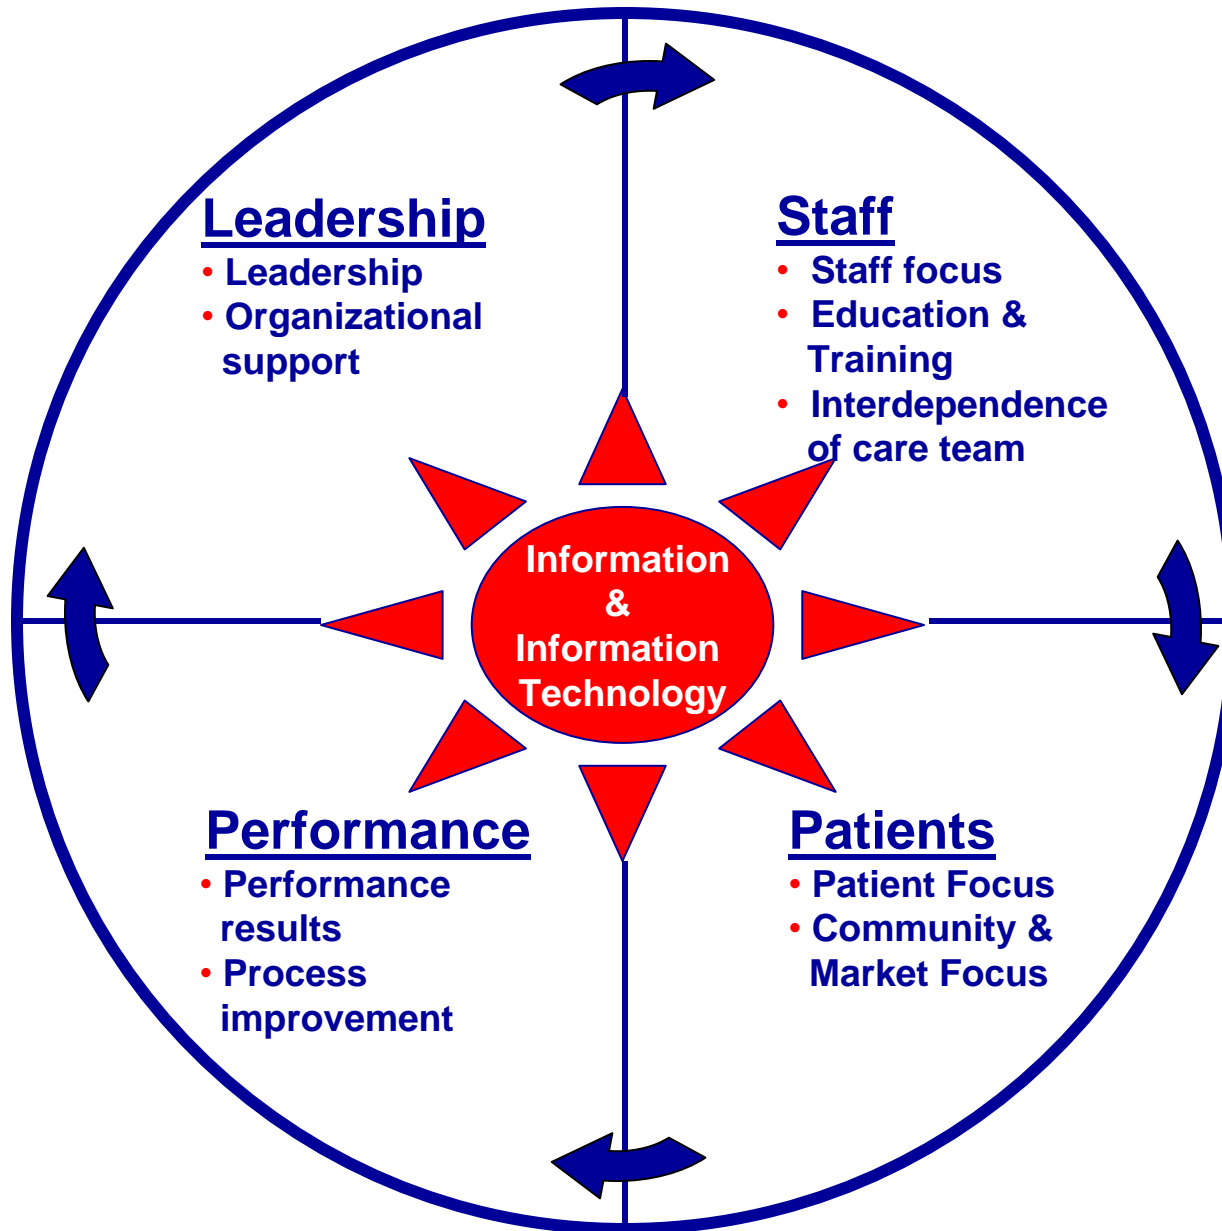 Leadership
• Leadership
• Organizational
support
Staff
• Staff focus
• Education &
Training
• Interdependence
of care team
Information
&
Information
Technology
Performance
• Performance
results
• Process
improvement
Patients
• Patient Focus
• Community &
Market Focus